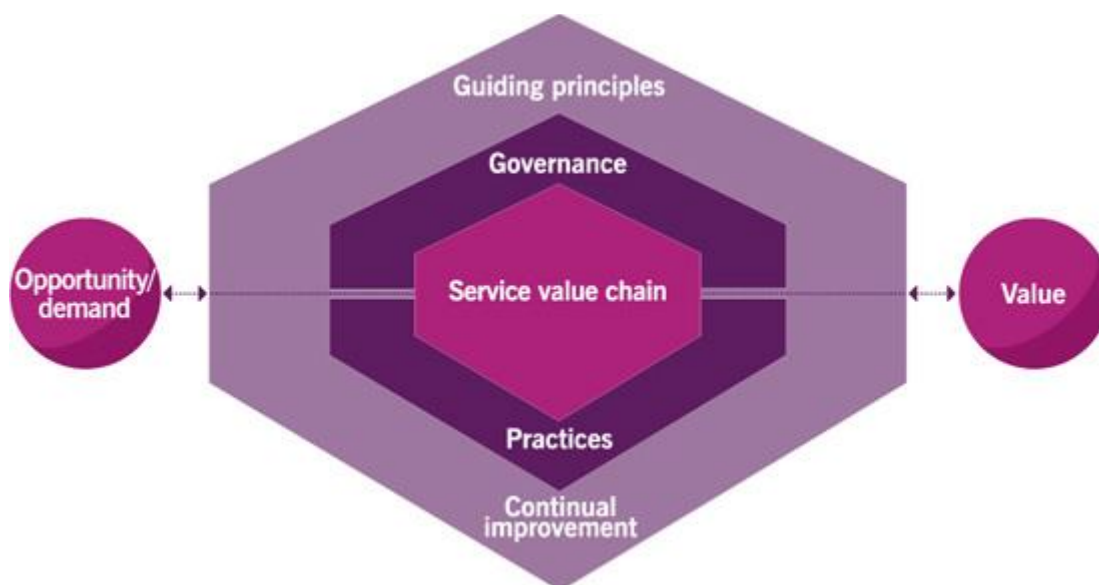 Guiding principles
Governance
Opportunity/
demand
Service value chain
Value
Practices
Continual
improvement